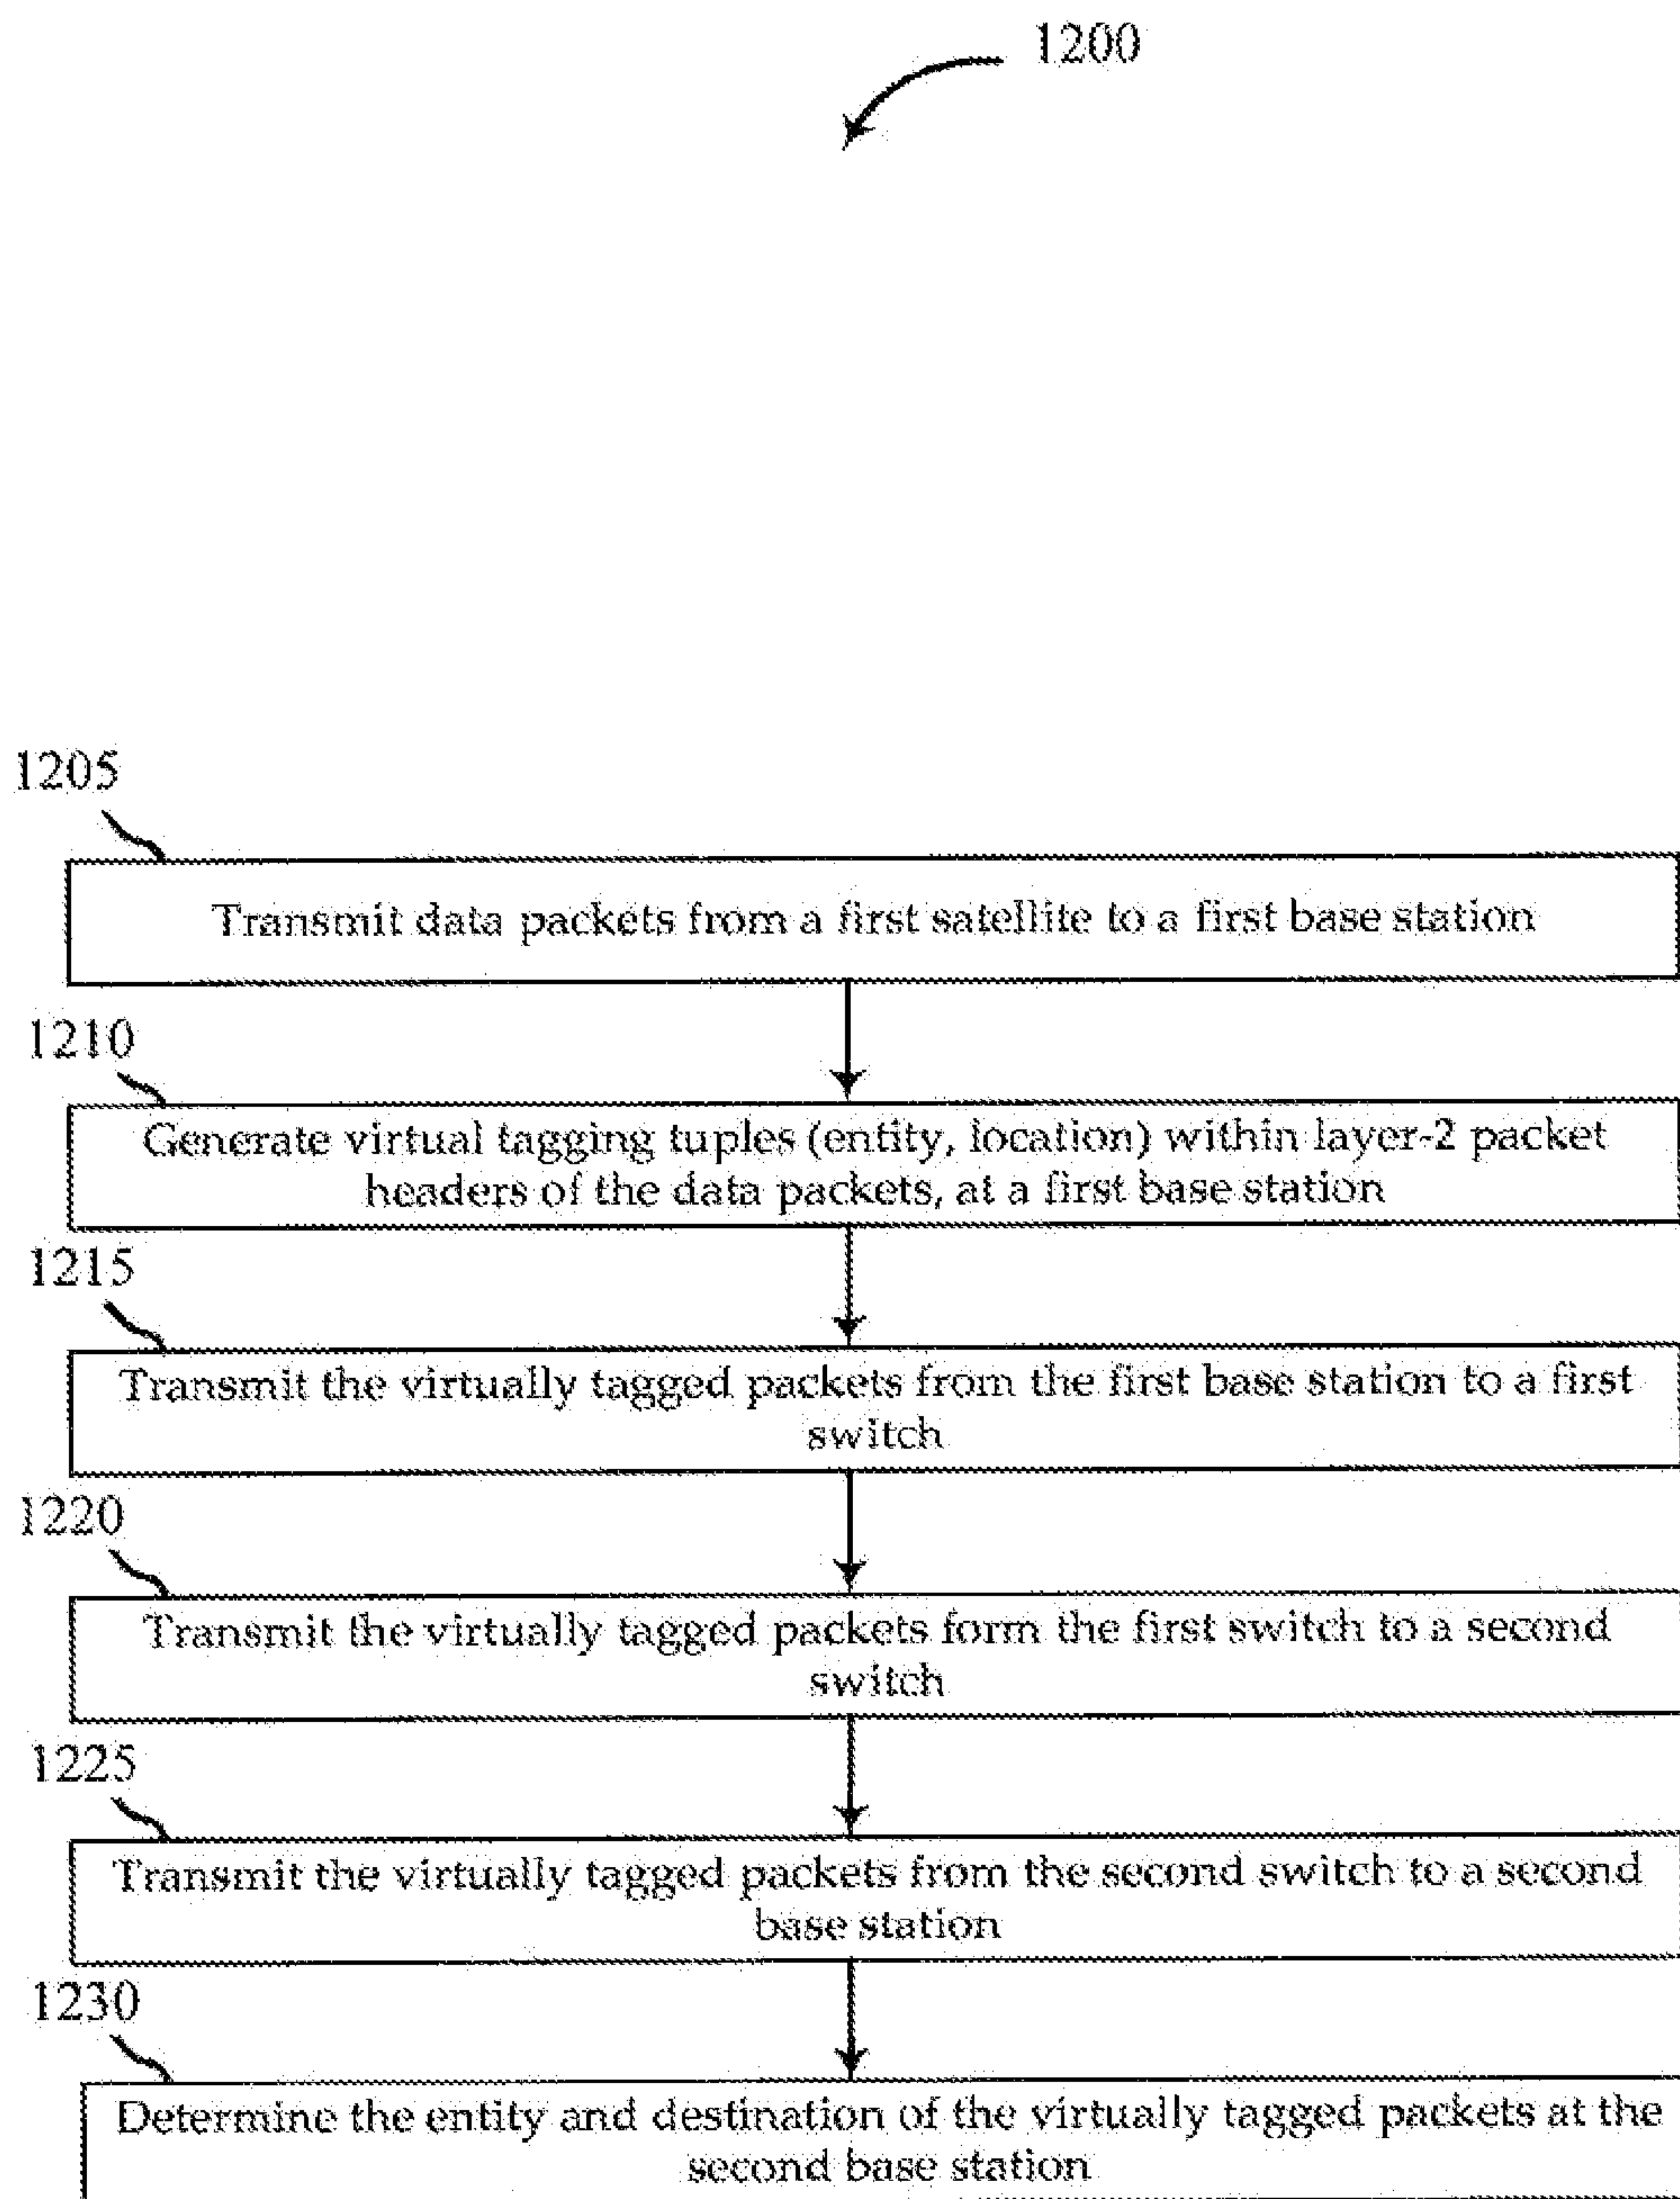 1200
1205
Transmit data packets from a first satellite to a first base station
1210
Generate virtual tagging tuples (entity, location) within layer-2 packet
headers of the data packets, at a first base station
1215
Transmit the virtually tagged packets from the first base station to a first
switch
1220
Transmit the virtually tagged packets form the first switch to a second
switch
1225
Transmit the virtually tagged packets from the second switch to a second
base station
1230
Determine the entity and destination of the virtually tagged packets at the
second base station